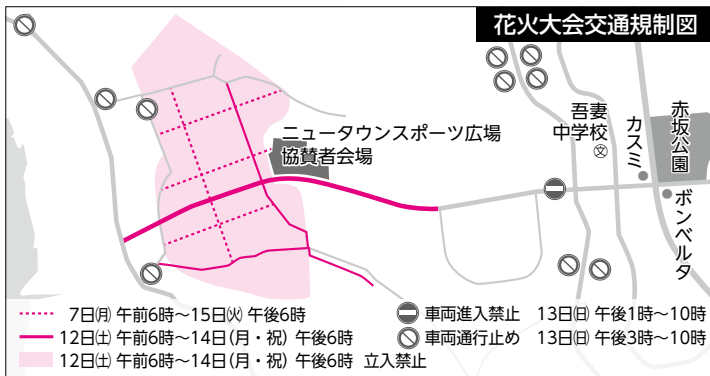 花火大会交通規制図
ニュータウンスポーツ広場
協賛者会場
吾妻
中学校
文
カスミ
赤坂公園
ボンベルタ
7日㈪ 午前6時〜15日㈫ 午後6時
12日㈯ 午前6時〜14日(月・祝) 午後6時
12日㈯ 午前6時〜14日(月・祝) 午後6時 立入禁止
車両進入禁止 13日㈰ 午後1時〜10時
車両通行止め 13日㈰ 午後3時〜10時